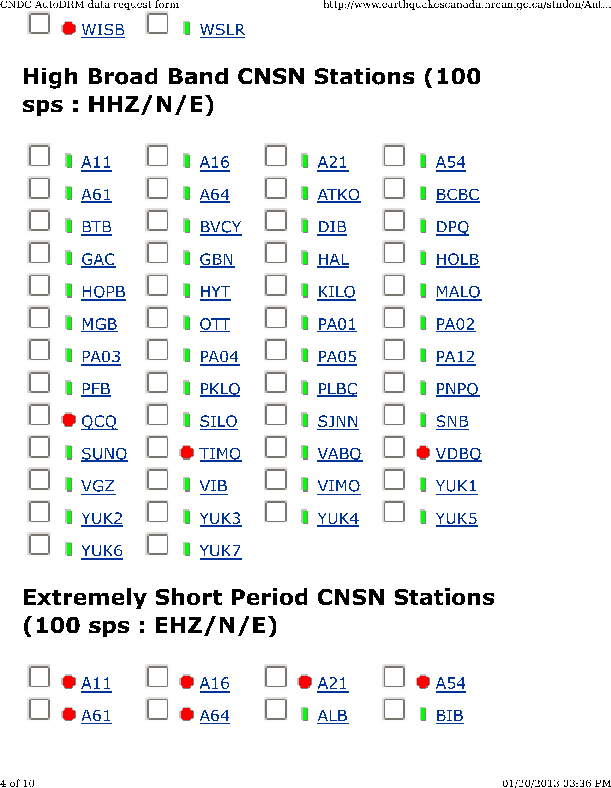 CNDC AutoDRM data request form http://www.earthquakescanada.nrcan.gc.ca/stndon/Aut...
WISB WSLR
High Broad Band CNSN Stations (100
sps : HHZ/N/E)
A11 A16 A21 A54
A61 A64 ATKO BCBC
BTB BVCY DIB DPQ
GAC GBN HAL HOLB
HOPB HYT KILO MALO
MGB OTT PA01 PA02
PA03 PA04 PA05 PA12
PFB PKLO PLBC PNPO
QCQ SILO SJNN SNB
SUNO TIMO VABQ VDBQ
VGZ VIB VIMO YUK1
YUK2 YUK3 YUK4 YUK5
YUK6 YUK7
Extremely Short Period CNSN Stations
(100 sps : EHZ/N/E)
A11 A16 A21 A54
A61 A64 ALB BIB
4 of 10 01/20/2013 03:36 PM